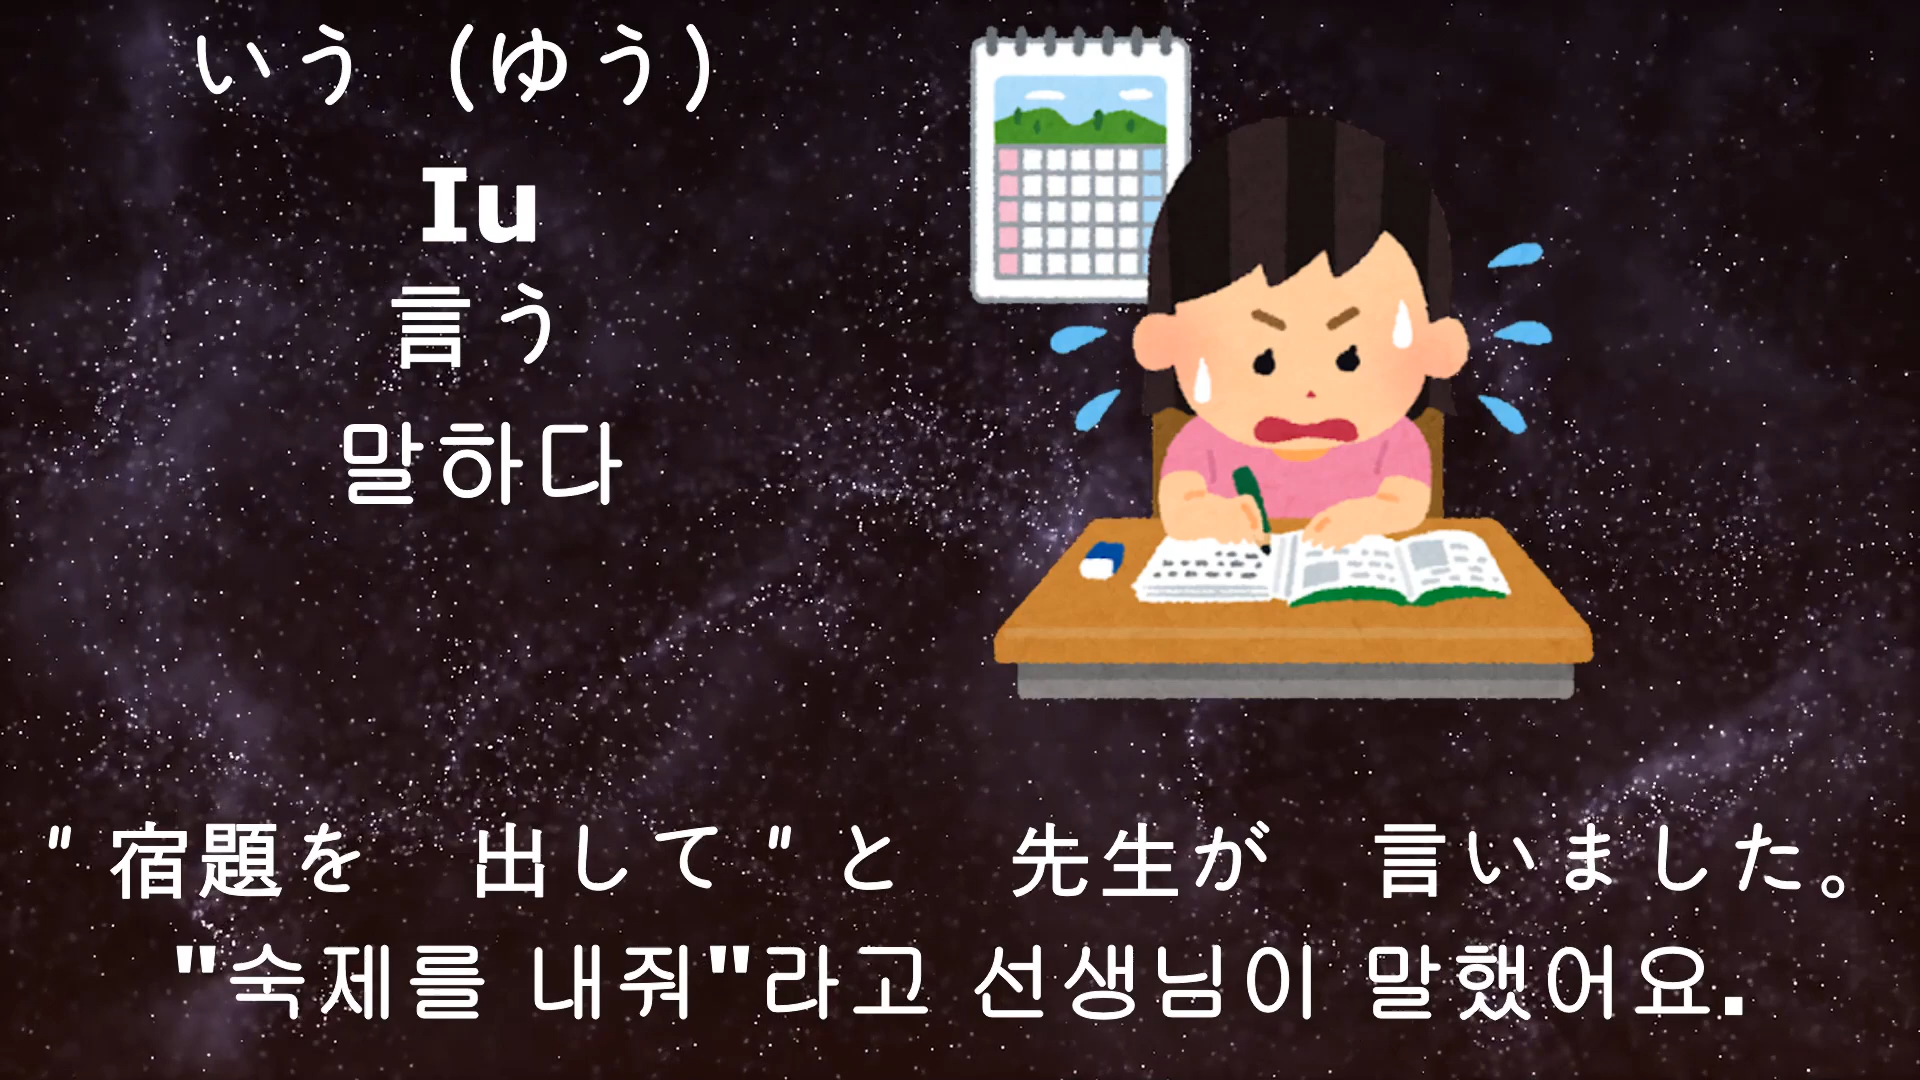 いう　(ゆう)
Iu
言う
말하다
"宿題を　出して"と　先生が　言いました。
"숙제를 내줘"라고 선생님이 말했어요.